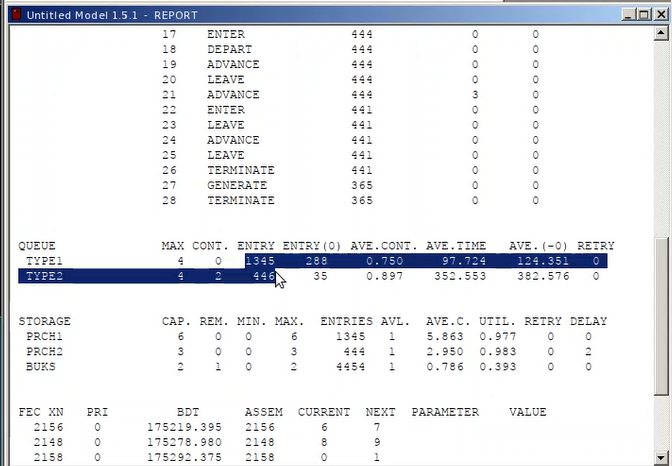 Untitled Model 1.5.1 - REPORT
17 ENTER 444 0 0
18 DEPART 444 0 0
19 ADVANCE 444 0 0
20 LEAVE 444 0 0
21 ADVANCE 444 3 0
22 ENTER 441 0 0
23 LEAVE 441 0 0
24 ADVANCE 441 0 0
25 LEAVE 441 0 0
26 TERMINATE 441 0 0
27 GENERATE 365 0 0
28 TERMINATE 365 0 0
QUEUE MAX CONT. ENTRY ENTRY(0) AVE.CONT. AVE.TIME AVE.(-0) RETRY
TYPE1 4 0 1345 288 0.750 97.724 124.351 0
TYPE2 4 2 446 35 0.897 352.553 382.576 0
STORAGE CAP. REM. MIN. MAX. ENTRIES AVL. AVE.C. UTIL. RETRY DELAY
PRCH1 6 0 0 6 1345 1 5.863 0.977 0 0
PRCH2 3 0 0 3 444 1 2.950 0.983 0 2
BUKS 2 1 0 2 4454 1 0.786 0.393 0 0
FEC XN PRI BDT ASSEM CURRENT NEXT PARAMETER VALUE
2156 0 175219.395 2156 6 7
2148 0 175278.980 2148 8 9
2158 0 175292.375 2158 0 1